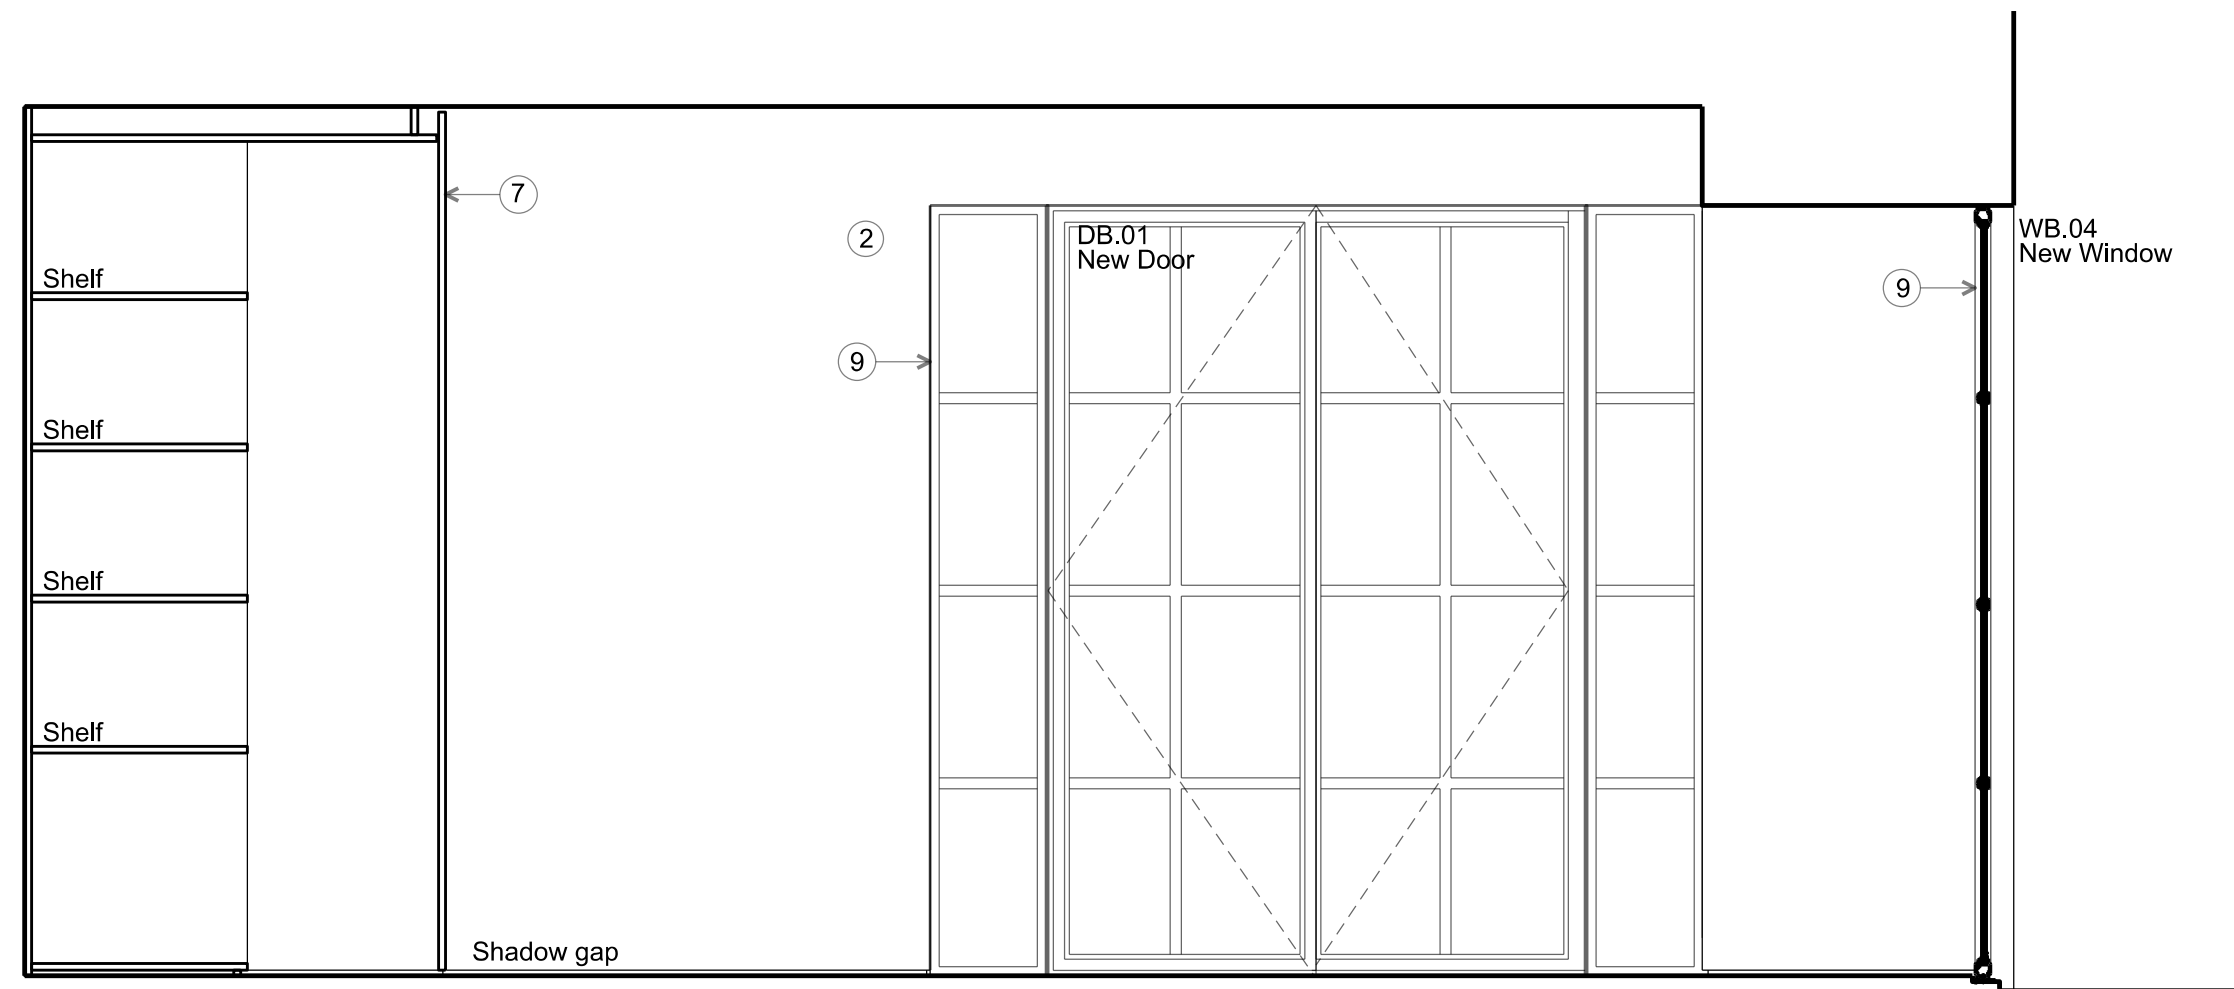 7
2
DB.01
New Door
WB.04
New Window
Shelf
9
9
Shelf
Shelf
Shelf
Shadow gap